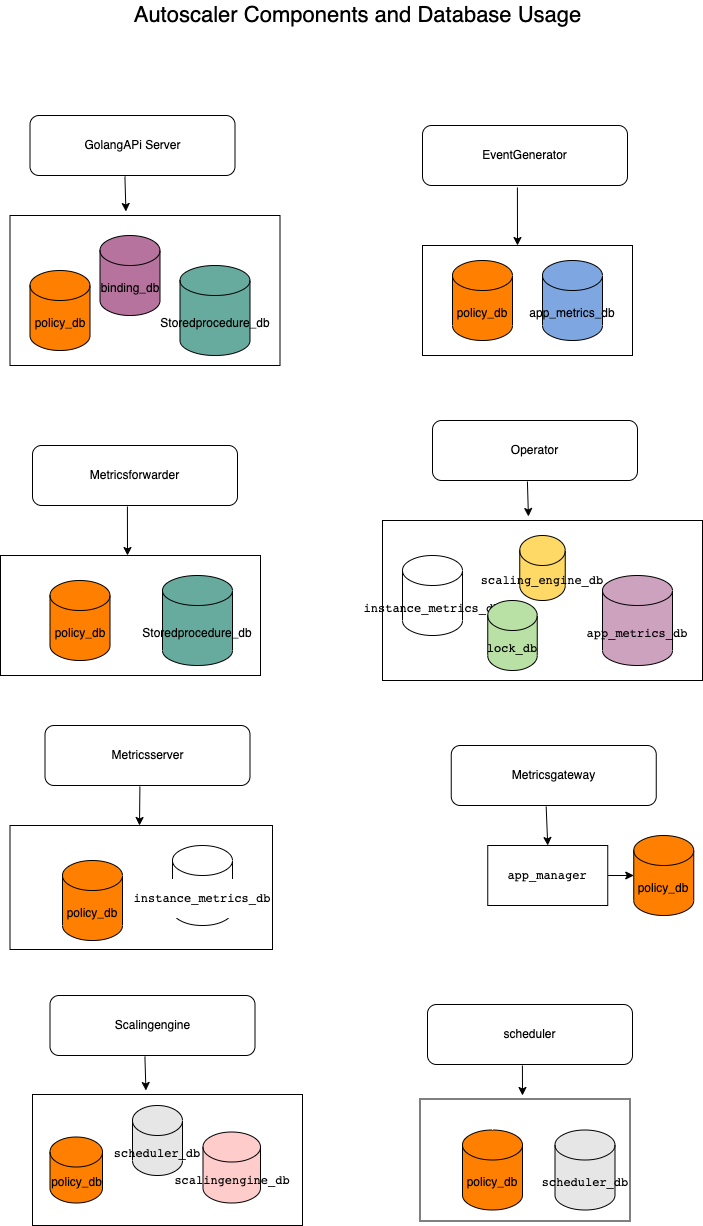 Autoscaler Components and Database Usage
GolangAPi Server
EventGenerator
binding_db
policy_db
Storedprocedure_db
policy_db
app_metrics_db
Metricsforwarder
Operator
policy_db
Storedprocedure_db
scaling_engine_db
instance_metrics_d
lock_db
app_metrics_db
Metricsserver
Metricsgateway
policy_db
instance_metrics_db
app_manager
policy_db
Scalingengine
scheduler
scheduler_db
policy_db
scalingengine_db
policy_db
scheduler_db